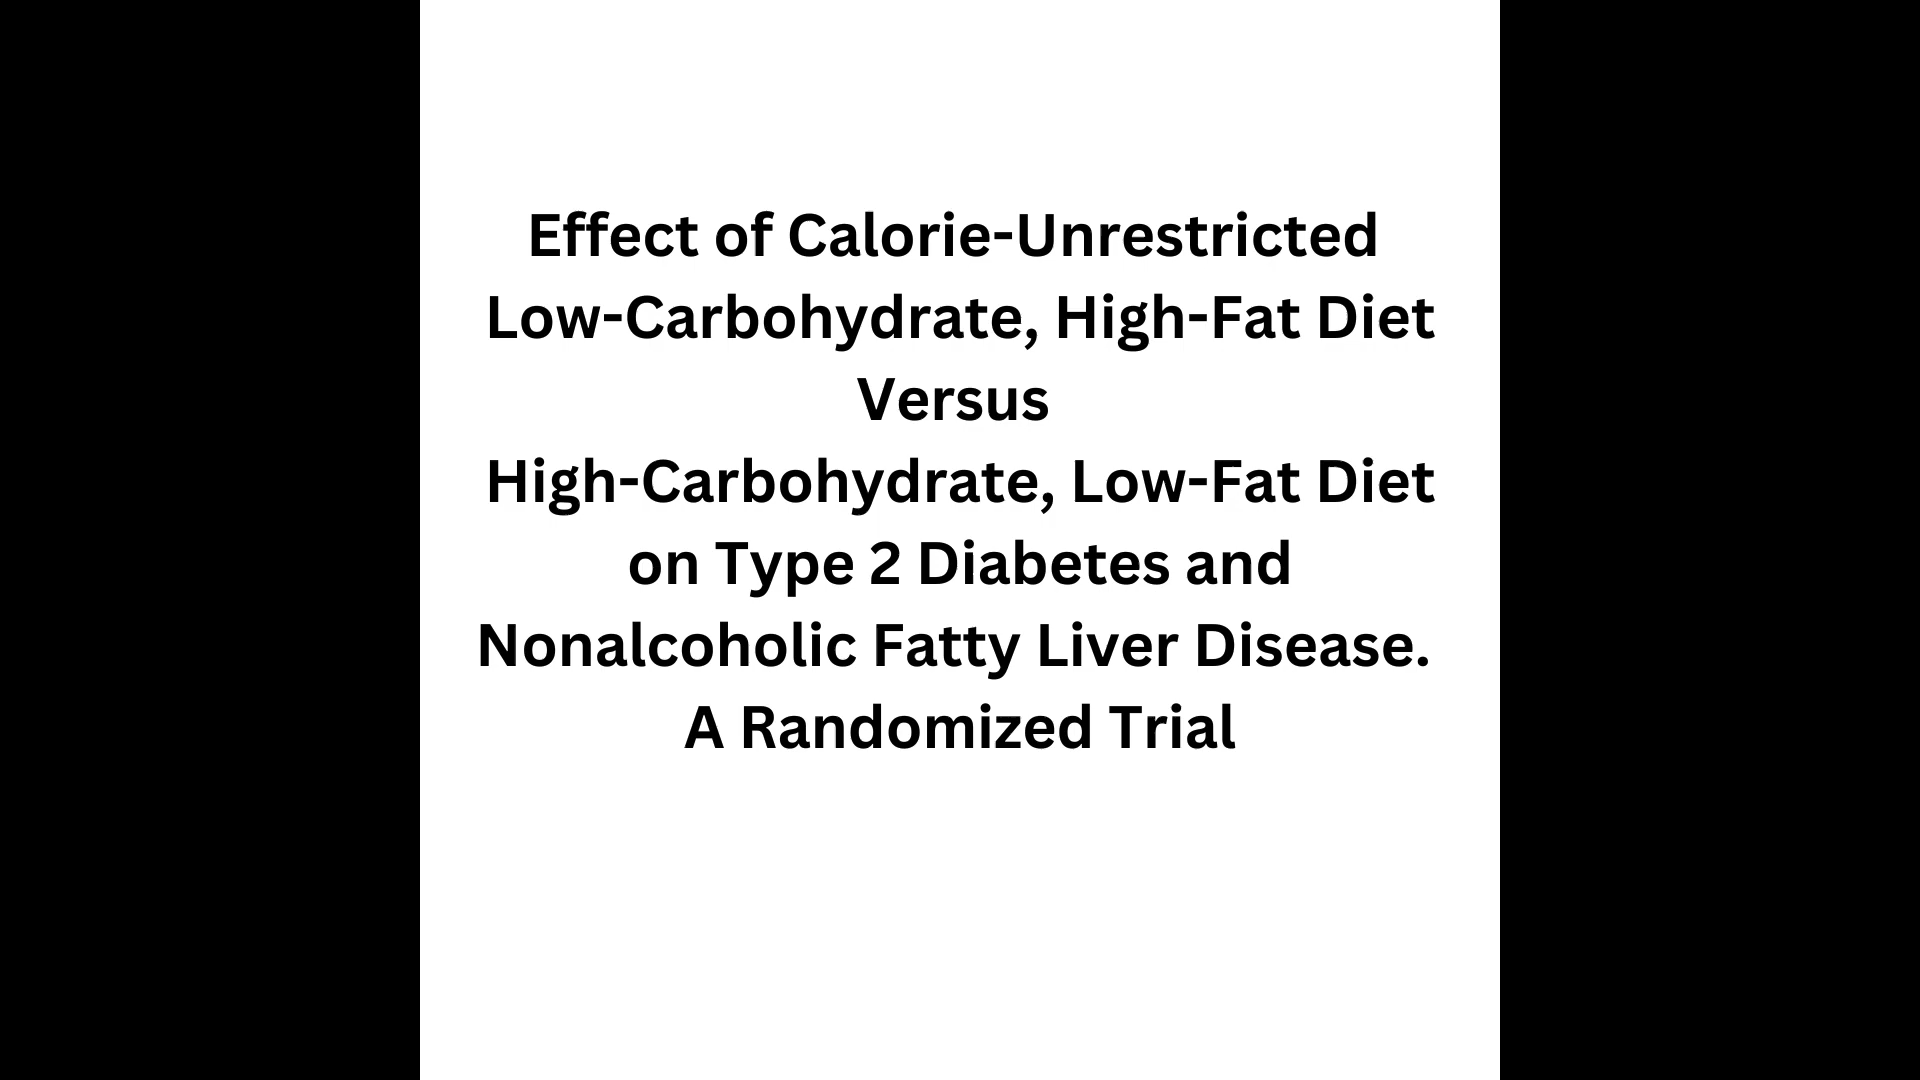 Effect of Calorie-Unrestricted
Low-Carbohydrate, High-Fat Diet
Versus
High-Carbohydrate, Low-Fat Diet
on Type 2 Diabetes and
Nonalcoholic Fatty Liver Disease.
A Randomized Trial